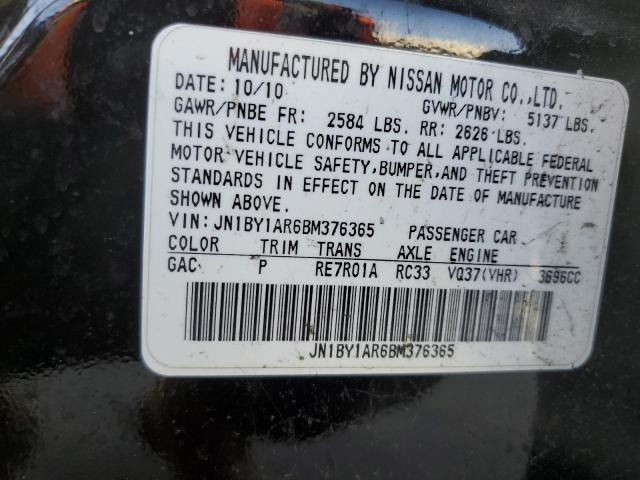 MANUFACTURED BY NISSAN MOTOR CO.,LTD.
DATE: 10/10 GVWR/PNBV: 5137 LBS.
GAWR/PNBE FR: 2584 LBS. RR: 2626 LBS.
THIS VEHICLE CONFORMS TO ALL APPLICABLE FEDERAL
MOTOR VEHICLE SAFETY,BUMPER,AND THEFT PREVENTION
STANDARDS IN EFFECT ON THE DATE OF MANUFACTURE
SHOWN ABOVE.
VIN:JN1BY1AR6BM376365 PASSENGER CAR
COLOR TRIM TRANS AXLE ENGINE
GAC P RE7R01A RC33 VQ37(VHR) 3696CC
JN1BY1AR6BM376365